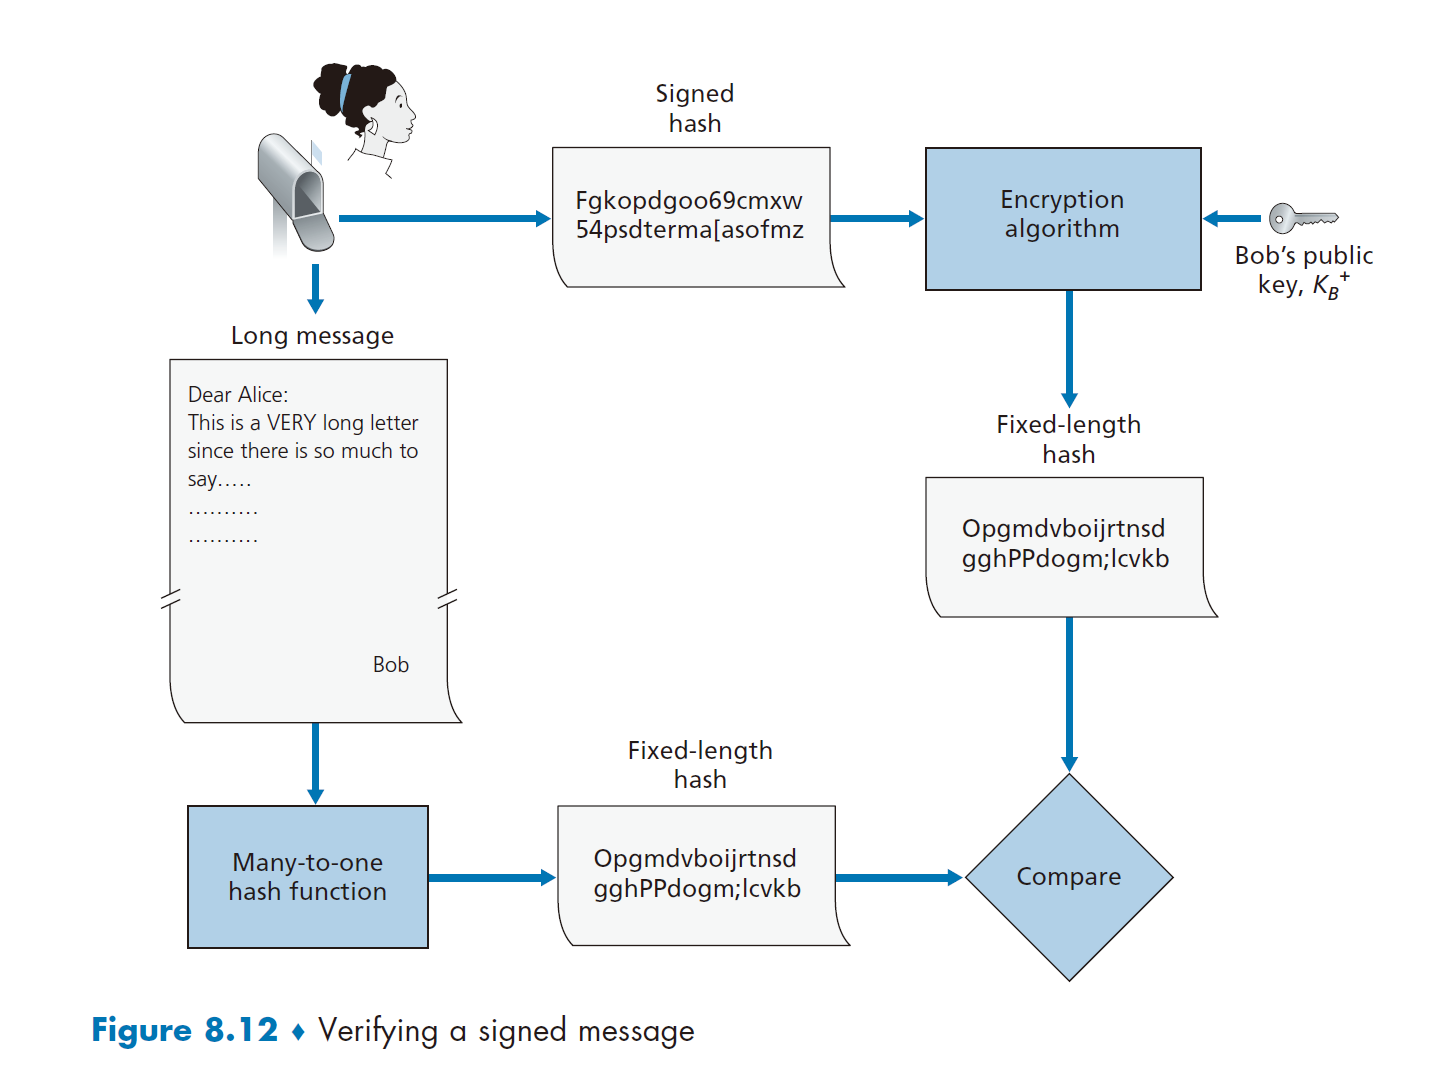 Signed
hash
Fgkopdgoo69cmxw
54psdterma[asofmz
Encryption
algorithm
Bob's public
key, K_B^+
Long message
Dear Alice:
This is a VERY long letter
since there is so much to
say.....
..........
..........
Bob
Fixed-length
hash
Opgmdvboijrtnsd
gghPPdogm;lcvkb
Many-to-one
hash function
Fixed-length
hash
Opgmdvboijrtnsd
gghPPdogm;lcvkb
Compare
Figure 8.12 ♦ Verifying a signed message